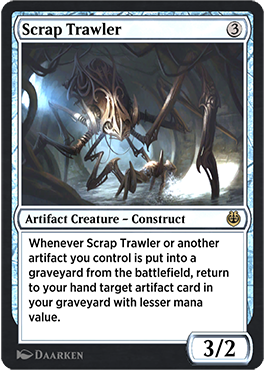 Scrap Trawler 3
Artifact Creature – Construct
Whenever Scrap Trawler or another
artifact you control is put into a
graveyard from the battlefield, return
to your hand target artifact card in
your graveyard with lesser mana
value.
3/2
Daarken